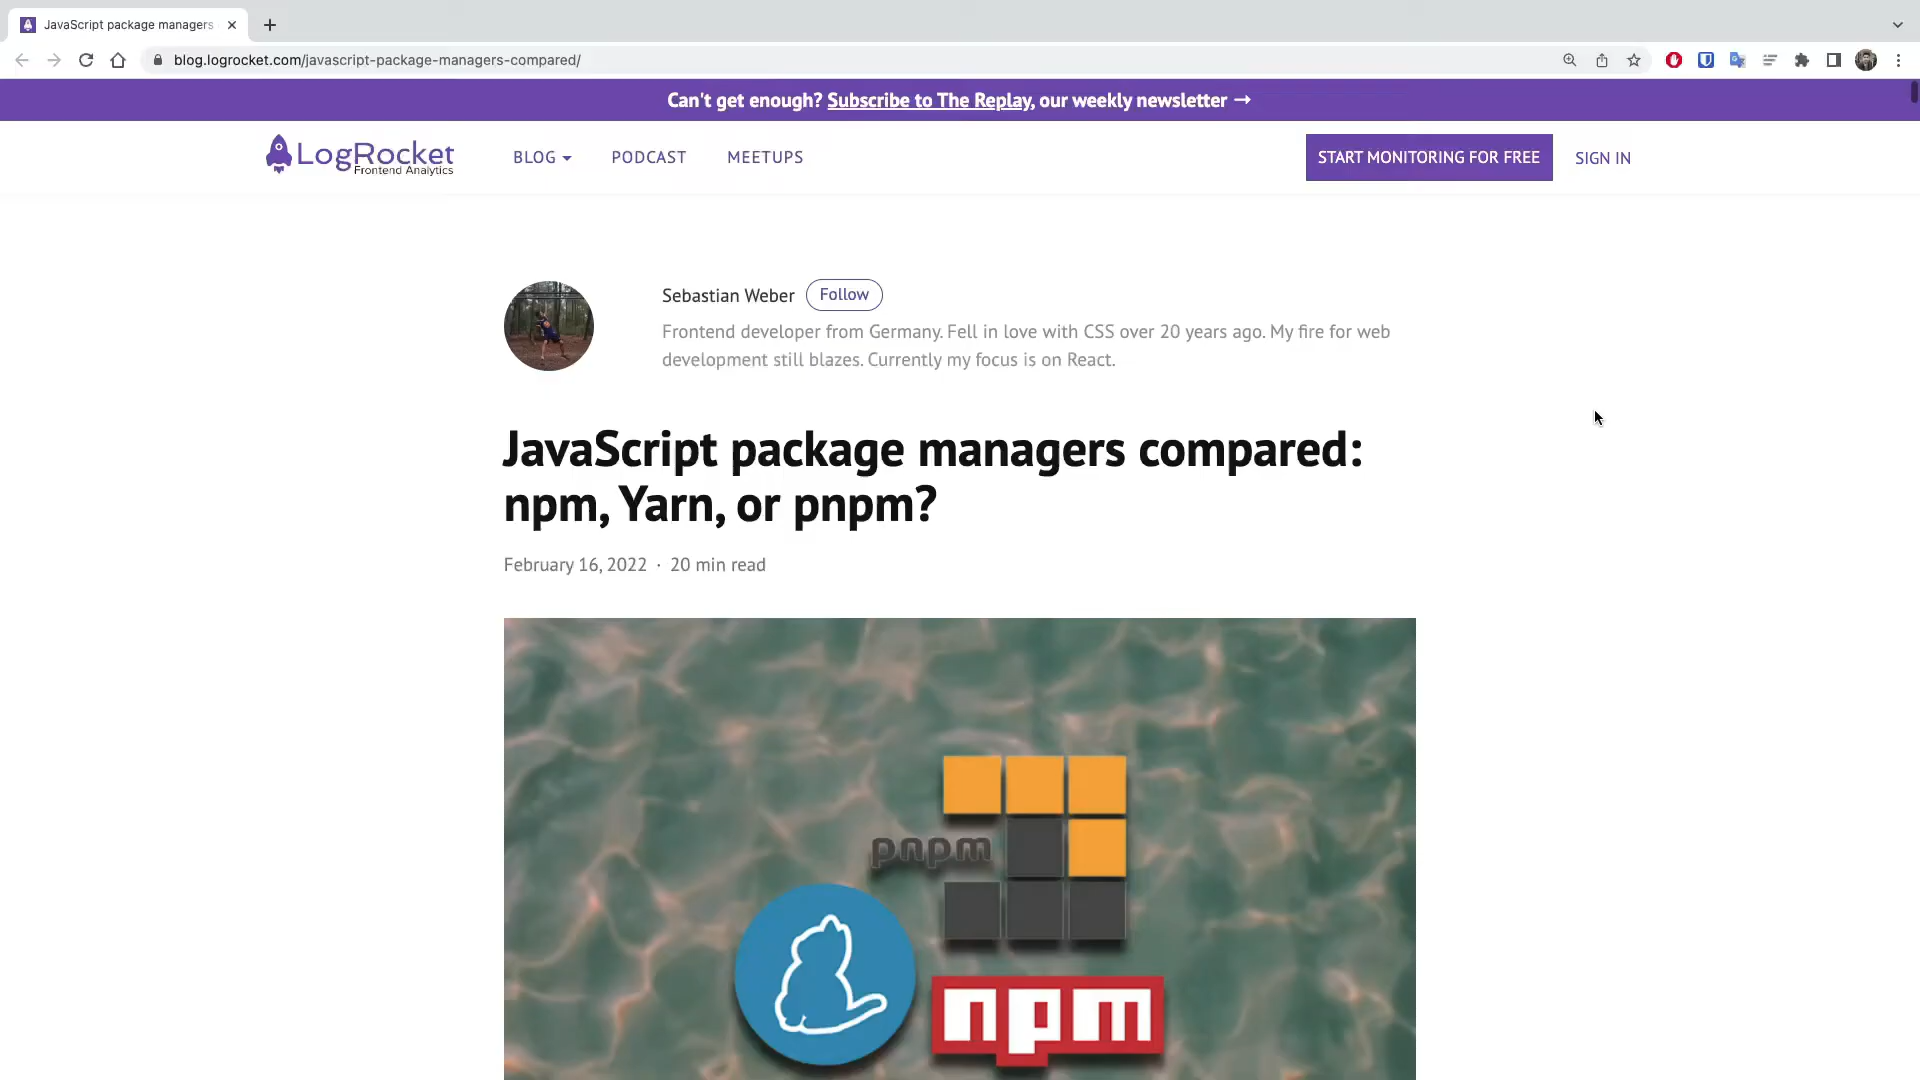 JavaScript package managers
blog.logrocket.com/javascript-package-managers-compared/
Can't get enough? Subscribe to The Replay, our weekly newsletter →
LogRocket
Frontend Analytics
BLOG
PODCAST
MEETUPS
START MONITORING FOR FREE
SIGN IN
Sebastian Weber
Follow
Frontend developer from Germany. Fell in love with CSS over 20 years ago. My fire for web
development still blazes. Currently my focus is on React.
JavaScript package managers compared:
npm, Yarn, or pnpm?
February 16, 2022 · 20 min read
pnpm
npm